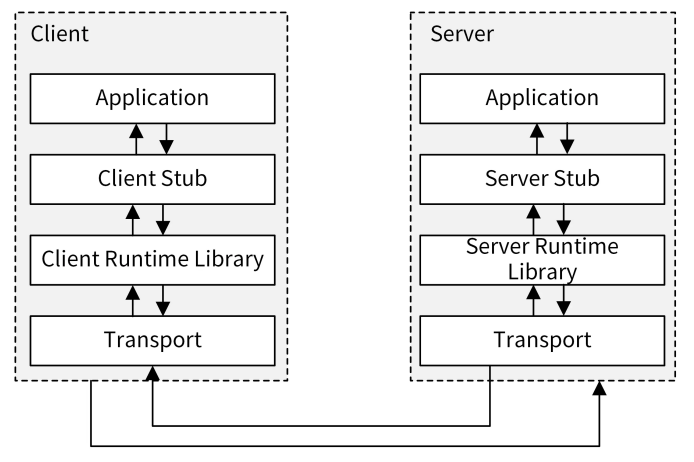 Client
Application
Client Stub
Client Runtime Library
Transport
Server
Application
Server Stub
Server Runtime
Library
Transport